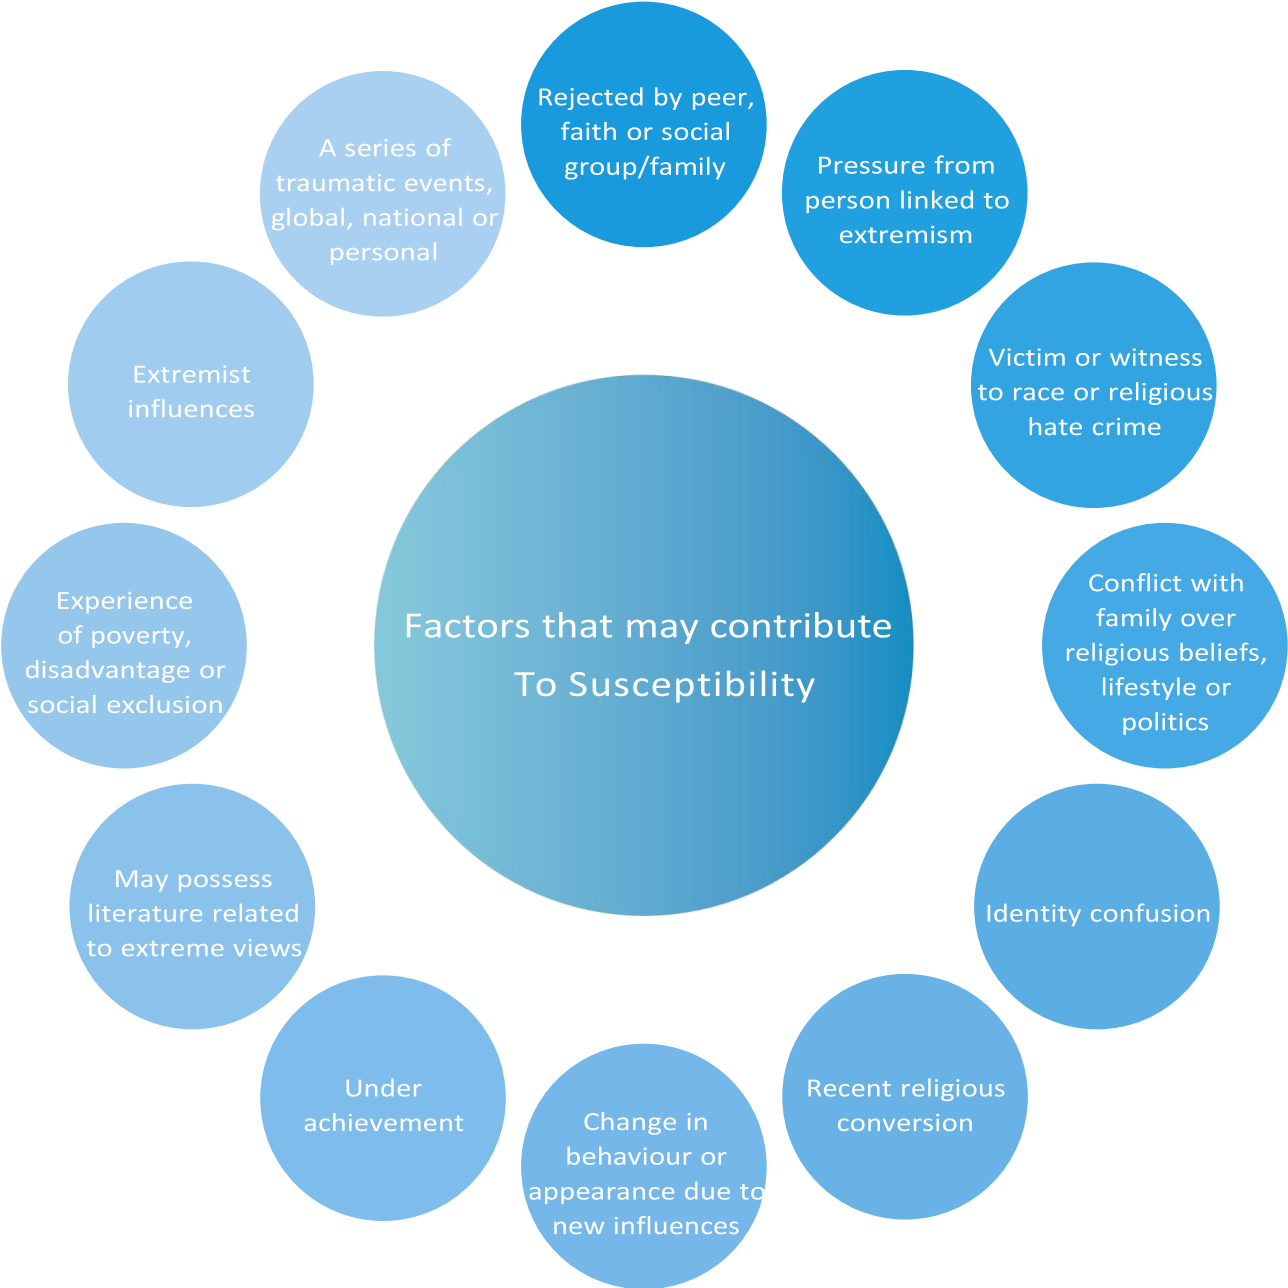 Rejected by peer,
faith or social
group/family
Pressure from
person linked to
extremism
Victim or witness
to race or religious
hate crime
Conflict with
family over
religious beliefs,
lifestyle or
politics
Identity confusion
Recent religious
conversion
Change in
behaviour or
appearance due to
new influences
Under
achievement
May possess
literature related
to extreme views
Experience
of poverty,
disadvantage or
social exclusion
Extremist
influences
A series of
traumatic events,
global, national or
personal
Factors that may contribute
To Susceptibility